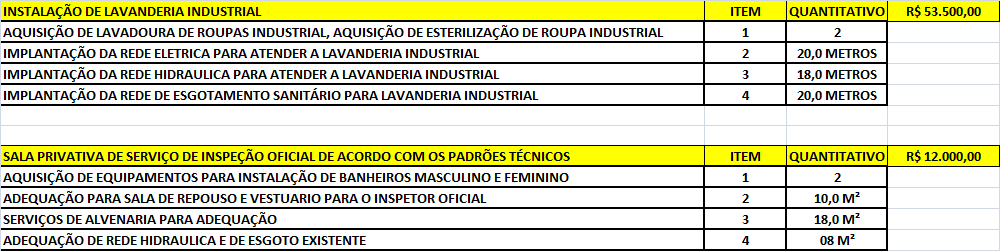 INSTALAÇÃO DE LAVANDERIA INDUSTRIAL ITEM QUANTITATIVO R$ 53.500,00
AQUISIÇÃO DE LAVADOURA DE ROUPAS INDUSTRIAL, AQUISIÇÃO DE ESTERILIZAÇÃO DE ROUPA INDUSTRIAL 1 2
IMPLANTAÇÃO DA REDE ELETRICA PARA ATENDER A LAVANDERIA INDUSTRIAL 2 20,0 METROS
IMPLANTAÇÃO DA REDE HIDRAULICA PARA ATENDER A LAVANDERIA INDUSTRIAL 3 18,0 METROS
IMPLANTAÇÃO DA REDE DE ESGOTAMENTO SANITÁRIO PARA LAVANDERIA INDUSTRIAL 4 20,0 METROS
SALA PRIVATIVA DE SERVIÇO DE INSPEÇÃO OFICIAL DE ACORDO COM OS PADRÕES TÉCNICOS ITEM QUANTITATIVO R$ 12.000,00
AQUISIÇÃO DE EQUIPAMENTOS PARA INSTALAÇÃO DE BANHEIROS MASCULINO E FEMININO 1 2
ADEQUAÇÃO PARA SALA DE REPOUSO E VESTUARIO PARA O INSPETOR OFICIAL 2 10,0 M²
SERVIÇOS DE ALVENARIA PARA ADEQUAÇÃO 3 18,0 M²
ADEQUAÇÃO DE REDE HIDRAULICA E DE ESGOTO EXISTENTE 4 08 M²